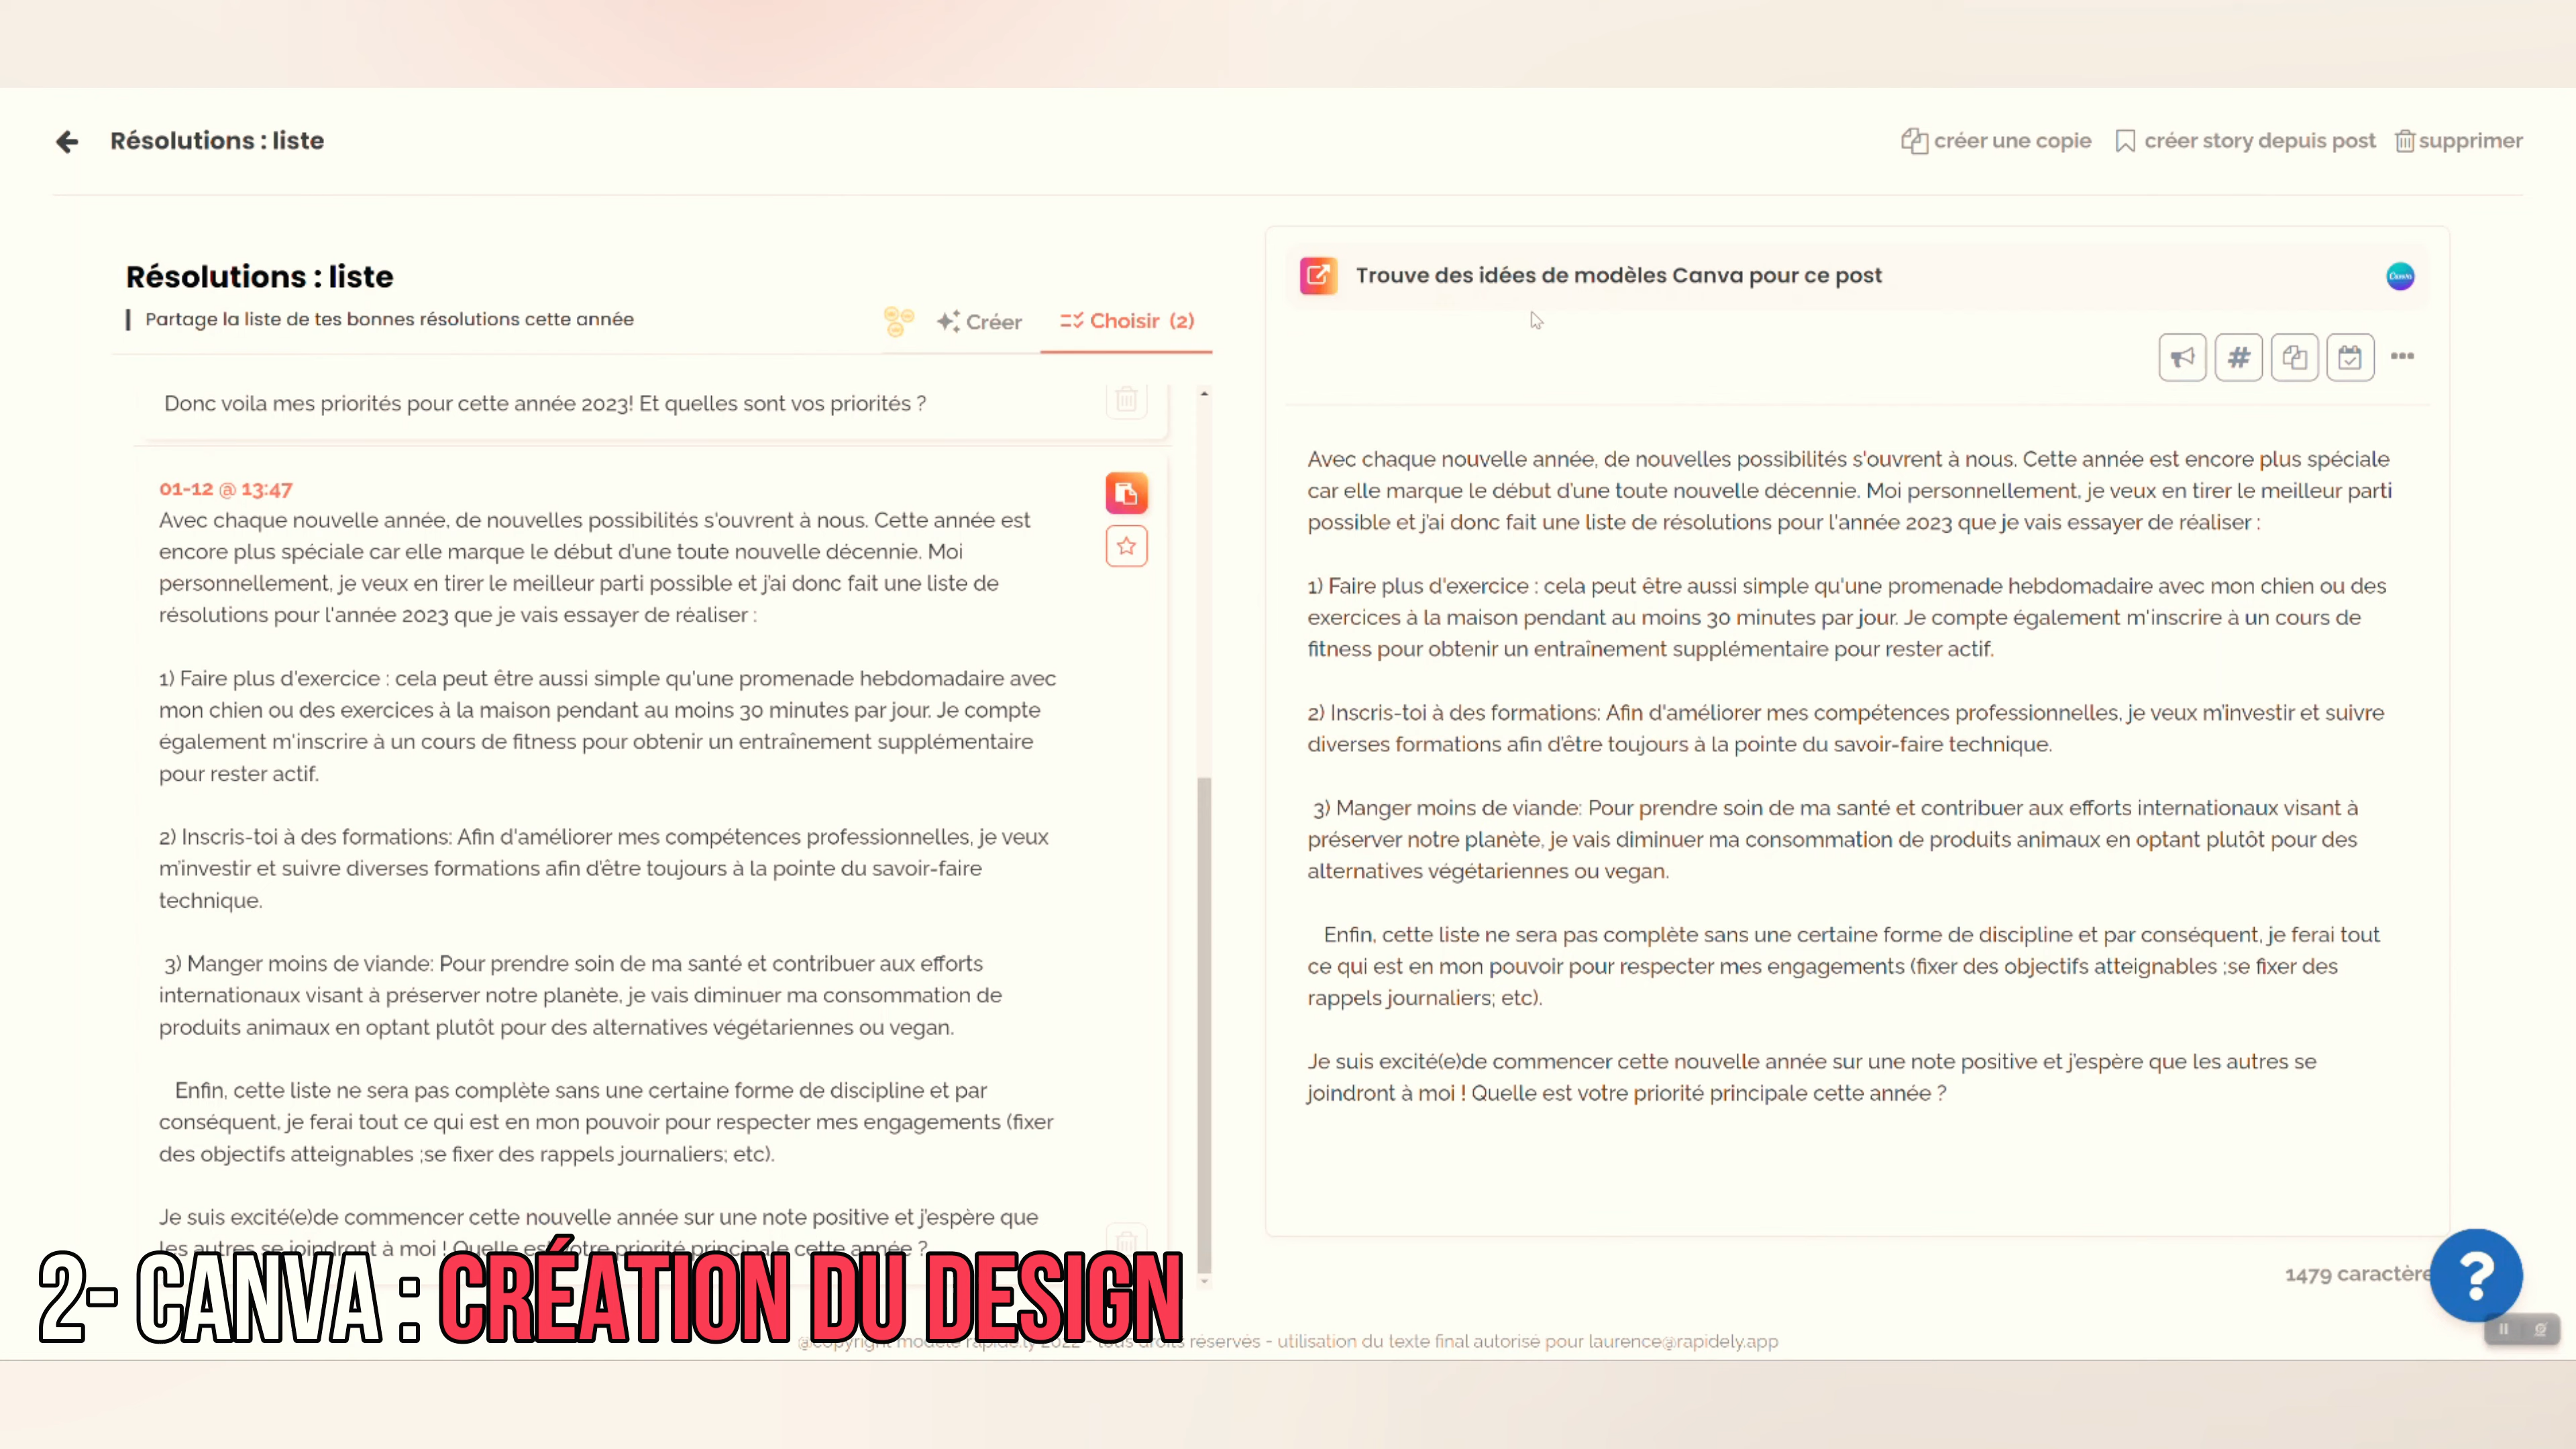 Résolutions : liste
créer une copie
créer story depuis post
supprimer
Résolutions : liste
Partage la liste de tes bonnes résolutions cette année
Créer
Choisir (2)
Donc voila mes priorités pour cette année 2023! Et quelles sont vos priorités ?
01-12 @ 13:47
Avec chaque nouvelle année, de nouvelles possibilités s'ouvrent à nous. Cette année est
encore plus spéciale car elle marque le début d'une toute nouvelle décennie. Moi
personnellement, je veux en tirer le meilleur parti possible et j'ai donc fait une liste de
résolutions pour l'année 2023 que je vais essayer de réaliser :
1) Faire plus d'exercice : cela peut être aussi simple qu'une promenade hebdomadaire avec
mon chien ou des exercices à la maison pendant au moins 30 minutes par jour. Je compte
également m'inscrire à un cours de fitness pour obtenir un entraînement supplémentaire
pour rester actif.
2) Inscris-toi à des formations: Afin d'améliorer mes compétences professionnelles, je veux
m'investir et suivre diverses formations afin d'être toujours à la pointe du savoir-faire
technique.
3) Manger moins de viande: Pour prendre soin de ma santé et contribuer aux efforts
internationaux visant à préserver notre planète, je vais diminuer ma consommation de
produits animaux en optant plutôt pour des alternatives végétariennes ou vegan.
Enfin, cette liste ne sera pas complète sans une certaine forme de discipline et par
conséquent, je ferai tout ce qui est en mon pouvoir pour respecter mes engagements (fixer
des objectifs atteignables ;se fixer des rappels journaliers; etc).
Je suis excité(e)de commencer cette nouvelle année sur une note positive et j'espère que
les autres se joindront à moi ! Quelle est votre priorité principale cette année ?
Trouve des idées de modèles Canva pour ce post
Canva
Avec chaque nouvelle année, de nouvelles possibilités s'ouvrent à nous. Cette année est encore plus spéciale
car elle marque le début d'une toute nouvelle décennie. Moi personnellement, je veux en tirer le meilleur parti
possible et j'ai donc fait une liste de résolutions pour l'année 2023 que je vais essayer de réaliser :
1) Faire plus d'exercice : cela peut être aussi simple qu'une promenade hebdomadaire avec mon chien ou des
exercices à la maison pendant au moins 30 minutes par jour. Je compte également m'inscrire à un cours de
fitness pour obtenir un entraînement supplémentaire pour rester actif.
2) Inscris-toi à des formations: Afin d'améliorer mes compétences professionnelles, je veux m'investir et suivre
diverses formations afin d'être toujours à la pointe du savoir-faire technique.
3) Manger moins de viande: Pour prendre soin de ma santé et contribuer aux efforts internationaux visant à
préserver notre planète, je vais diminuer ma consommation de produits animaux en optant plutôt pour des
alternatives végétariennes ou vegan.
Enfin, cette liste ne sera pas complète sans une certaine forme de discipline et par conséquent, je ferai tout
ce qui est en mon pouvoir pour respecter mes engagements (fixer des objectifs atteignables ;se fixer des
rappels journaliers; etc).
Je suis excité(e)de commencer cette nouvelle année sur une note positive et j'espère que les autres se
joindront à moi ! Quelle est votre priorité principale cette année ?
1479 caractère
2- CANVA : CRÉATION DU DESIGN
@copyright modèle rapide.ly 2022 - tous droits réservés - utilisation du texte final autorisé pour laurence@rapidely.app